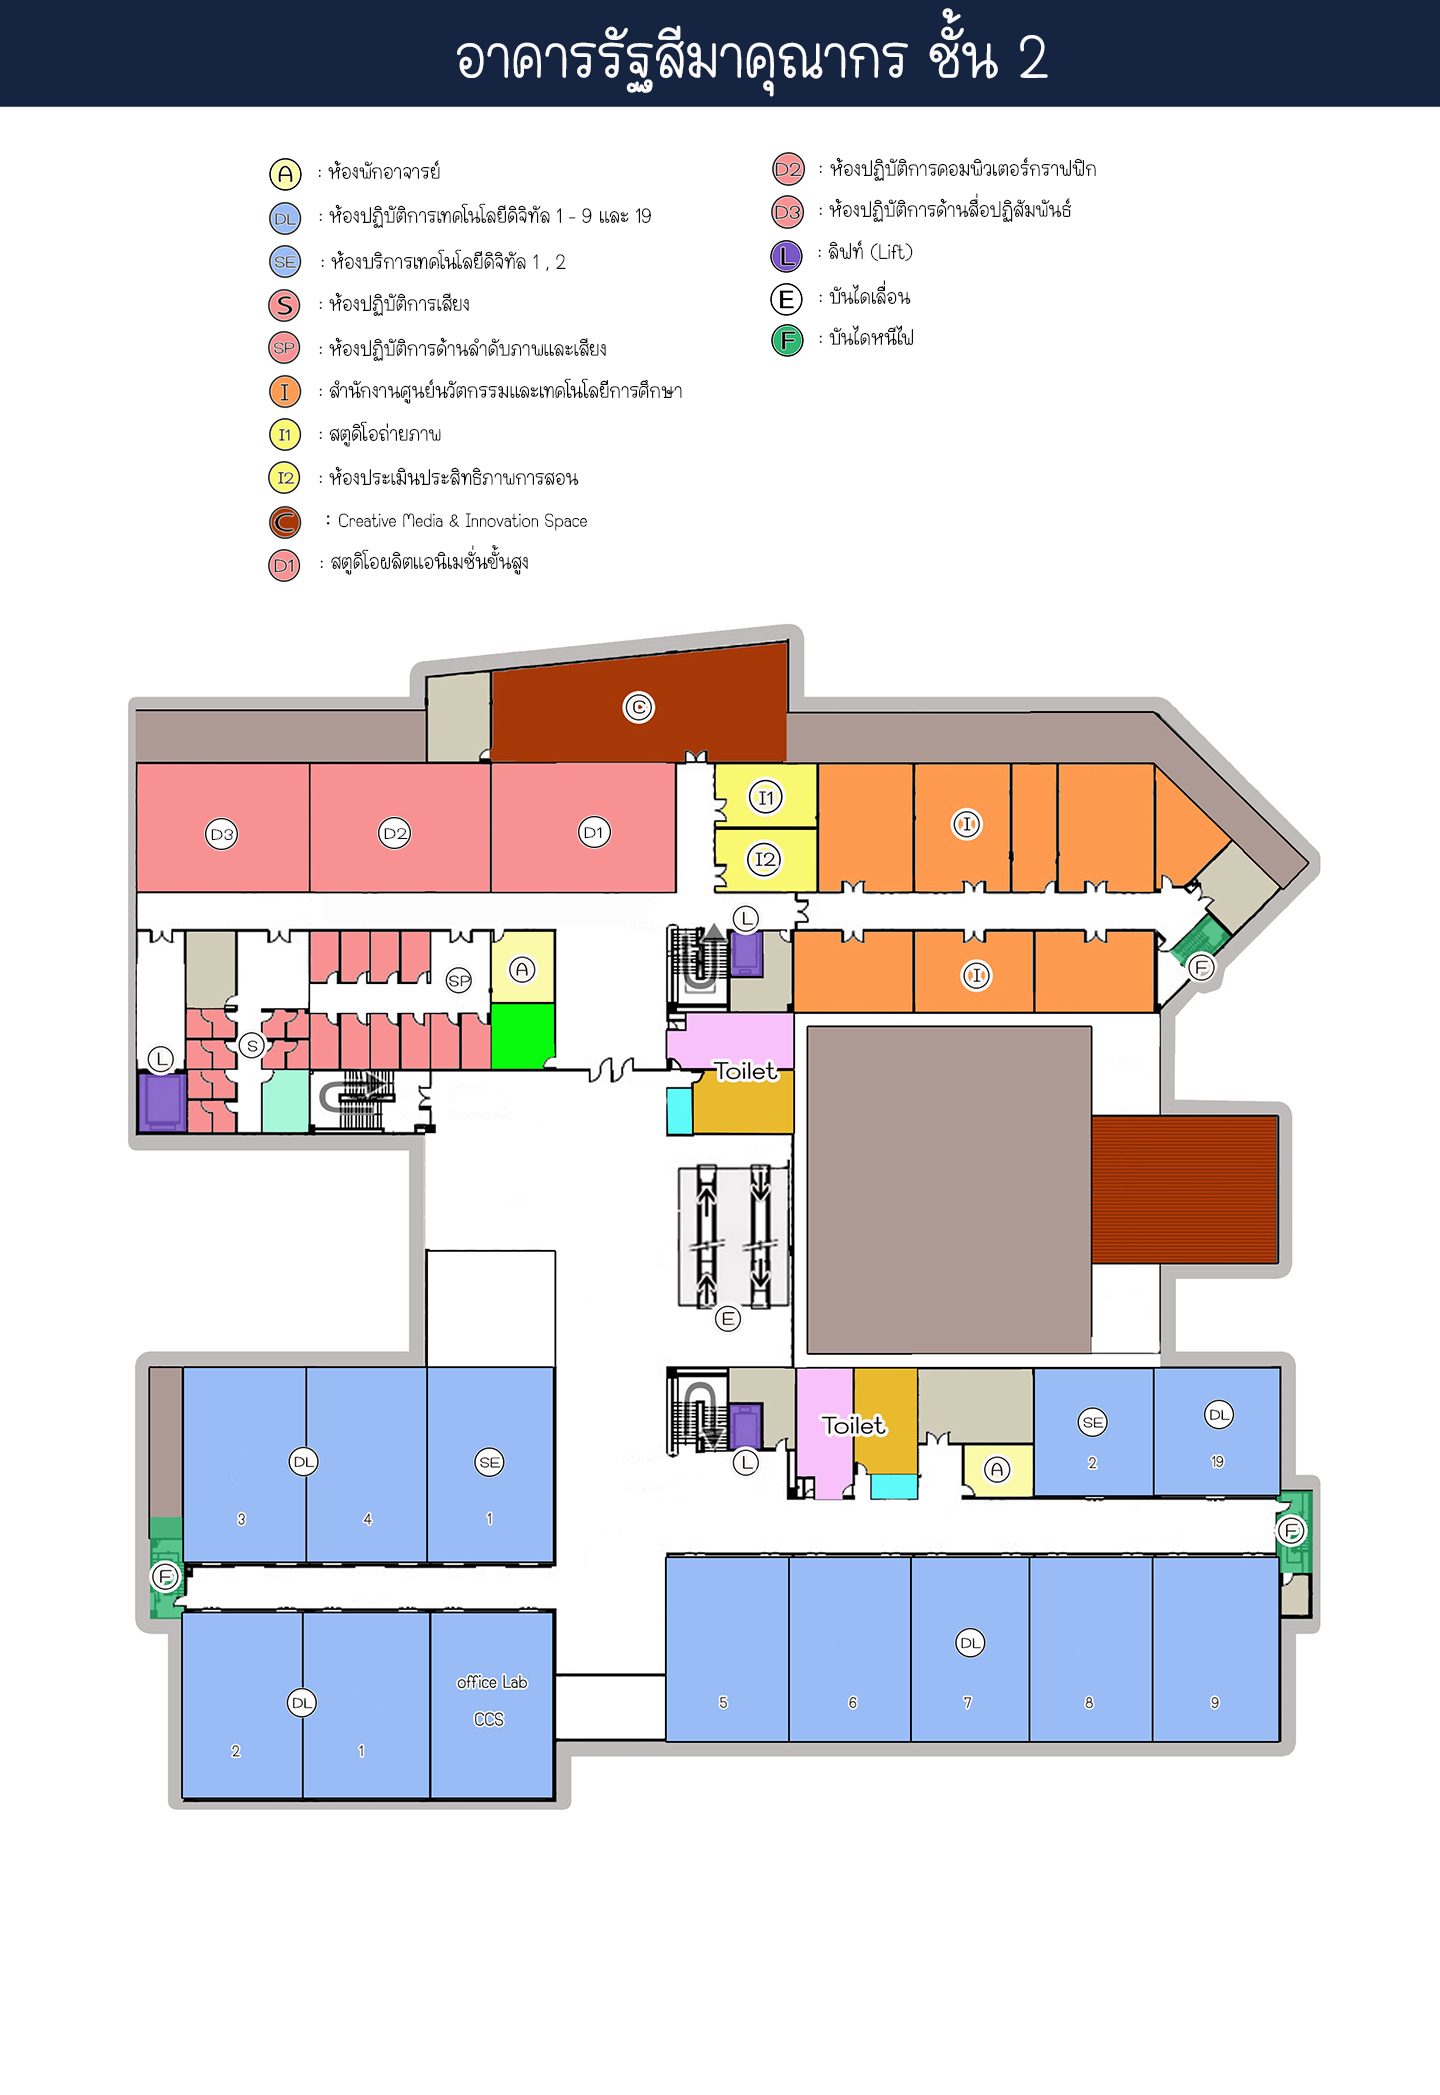 อาคารรัฐสีมาคุณากร ชั้น 2
A : ห้องพักอาจารย์
DL : ห้องปฏิบัติการเทคโนโลยีดิจิทัล 1 - 9 และ 19
SE : ห้องบริการเทคโนโลยีดิจิทัล 1 , 2
S : ห้องปฏิบัติการเสียง
SP : ห้องปฏิบัติการด้านลำดับภาพและเสียง
I : สำนักงานศูนย์นวัตกรรมและเทคโนโลยีการศึกษา
I1 : สตูดิโอถ่ายภาพ
I2 : ห้องประเมินประสิทธิภาพการสอน
C : Creative Media & Innovation Space
D1 : สตูดิโอผลิตแอนิเมชั่นขั้นสูง
D2 : ห้องปฏิบัติการคอมพิวเตอร์กราฟฟิก
D3 : ห้องปฏิบัติการด้านสื่อปฏิสัมพันธ์
L : ลิฟท์ (Lift)
E : บันไดเลื่อน
F : บันไดหนีไฟ
C
I1
I
D3
D2
D1
I2
L
A
SP
I
F
S
L
Toilet
E
DL
SE
DL
SE
Toilet
L
A
2
19
3
4
1
F
F
DL
office Lab
DL
CCS
5
6
7
8
9
2
1